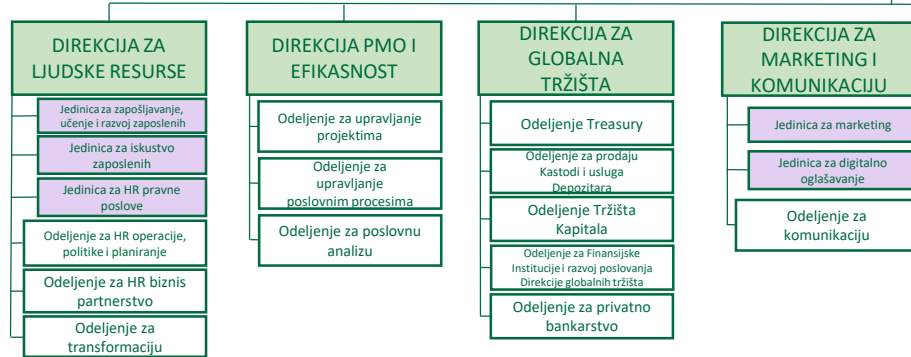 DIREKCIJA ZA
LJUDSKE RESURSE
Jedinica za zapošljavanje,
učenje i razvoj zaposlenih
Jedinica za iskustvo
zaposlenih
Jedinica za HR pravne
poslove
Odeljenje za HR operacije,
politike i planiranje
Odeljenje za HR biznis
partnerstvo
Odeljenje za
transformaciju
DIREKCIJA PMO I
EFIKASNOST
Odeljenje za upravljanje
projektima
Odeljenje za
upravljanje
poslovnim procesima
Odeljenje za poslovnu
analizu
DIREKCIJA ZA
GLOBALNA
TRŽIŠTA
Odeljenje Treasury
Odeljenje za prodaju
Kastodi i usluga
Depozitara
Odeljenje Tržišta
Kapitala
Odeljenje za Finansijske
Institucije i razvoj poslovanja
Direkcije globalnih tržišta
Odeljenje za privatno
bankarstvo
DIREKCIJA ZA
MARKETING I
KOMUNIKACIJU
Jedinica za marketing
Jedinica za digitalno
oglašavanje
Odeljenje za
komunikaciju